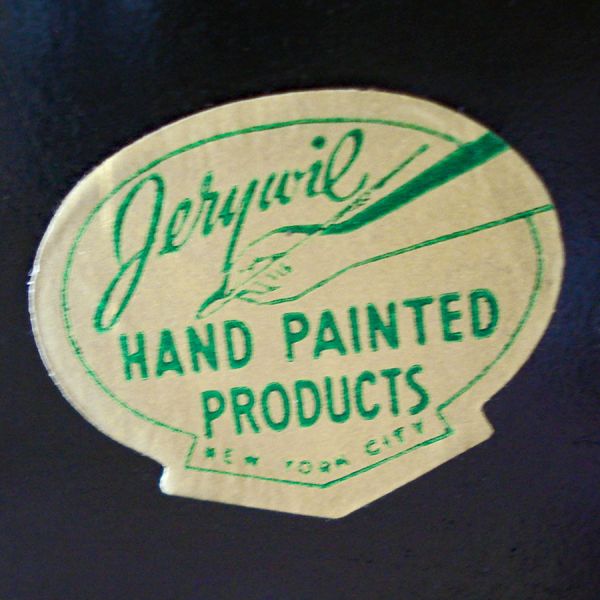 Jerywil
HAND PAINTED
PRODUCTS
NEW YORK CITY